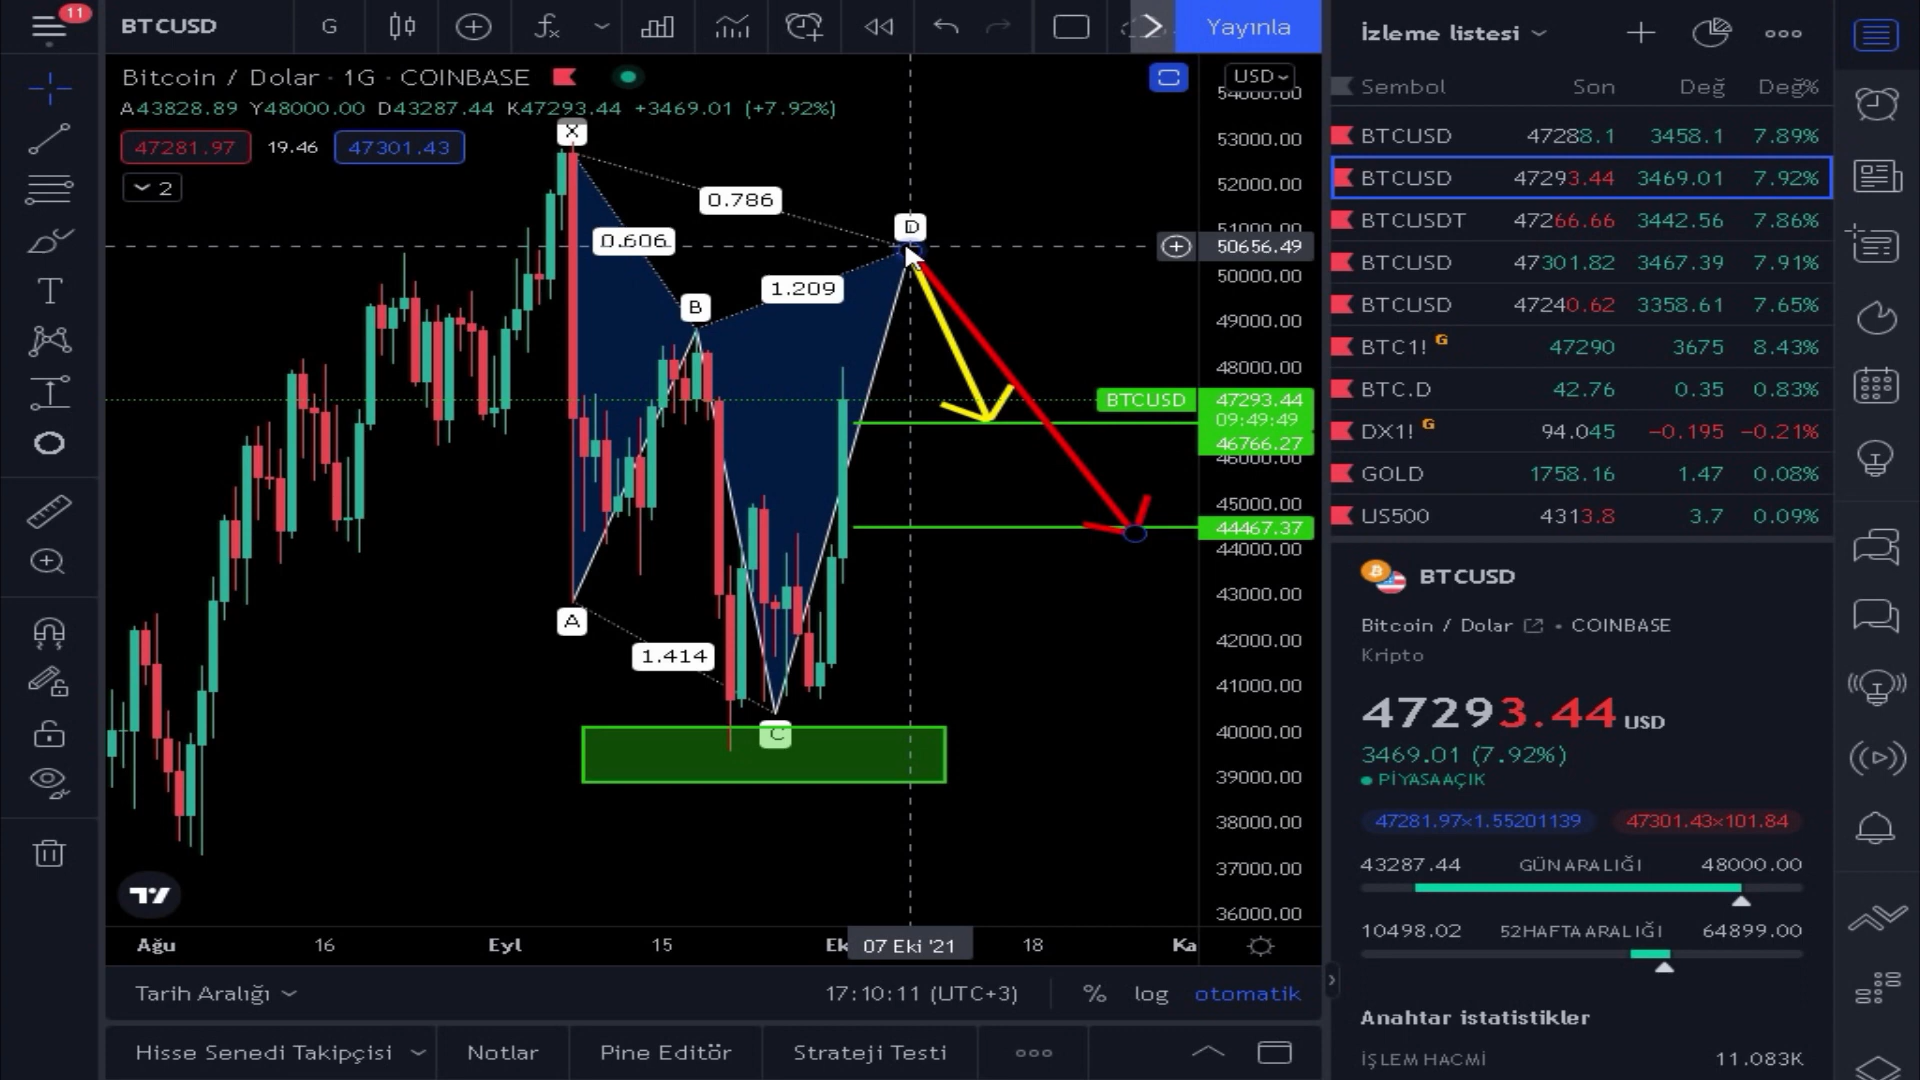 11
BTCUSD
G
Yayınla
Bitcoin / Dolar · 1G · COINBASE
A43828.89 Y48000.00 D43287.44 K47293.44 +3469.01 (+7.92%)
47281.97 19.46 47301.43
2
X
0.786
0.606
D
1.209
B
A
1.414
C
USD
54000.00
53000.00
52000.00
51000.00
50656.49
50000.00
49000.00
48000.00
BTCUSD 47293.44
09:49:49
46766.27
46000.00
45000.00
44467.37
44000.00
43000.00
42000.00
41000.00
40000.00
39000.00
38000.00
37000.00
36000.00
Ağu 16 Eyl 15 Ek 07 Eki '21 18 Ka
Tarih Aralığı 17:10:11 (UTC+3) % log otomatik
Hisse Senedi Takipçisi Notlar Pine Editör Strateji Testi
İzleme listesi
Sembol Son Değ Değ%
BTCUSD 47288.1 3458.1 7.89%
BTCUSD 47293.44 3469.01 7.92%
BTCUSDT 47266.66 3442.56 7.86%
BTCUSD 47301.82 3467.39 7.91%
BTCUSD 47240.62 3358.61 7.65%
BTC1! G 47290 3675 8.43%
BTC.D 42.76 0.35 0.83%
DX1! G 94.045 −0.195 −0.21%
GOLD 1758.16 1.47 0.08%
US500 4313.8 3.7 0.09%
BTCUSD
Bitcoin / Dolar • COINBASE
Kripto
47293.44 USD
3469.01 (7.92%)
PİYASA AÇIK
47281.97×1.55201139 47301.43×101.84
43287.44 GÜN ARALIĞI 48000.00
10498.02 52HAFTA ARALIĞI 64899.00
Anahtar istatistikler
İŞLEM HACMİ 11.083K